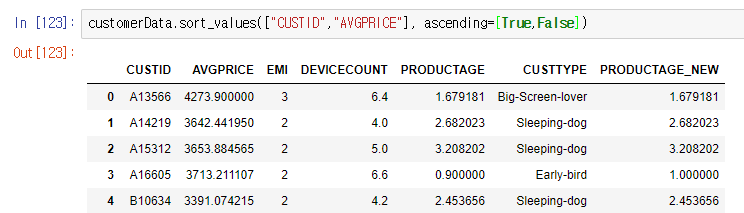 In [123]: customerData.sort_values(["CUSTID","AVGPRICE"], ascending=[True,False])
Out[123]:
CUSTID AVGPRICE EMI DEVICECOUNT PRODUCTAGE CUSTTYPE PRODUCTAGE_NEW
0 A13566 4273.900000 3 6.4 1.679181 Big-Screen-lover 1.679181
1 A14219 3642.441950 2 4.0 2.682023 Sleeping-dog 2.682023
2 A15312 3653.884565 2 5.0 3.208202 Sleeping-dog 3.208202
3 A16605 3713.211107 2 6.6 0.900000 Early-bird 1.000000
4 B10634 3391.074215 2 4.2 2.453656 Sleeping-dog 2.453656